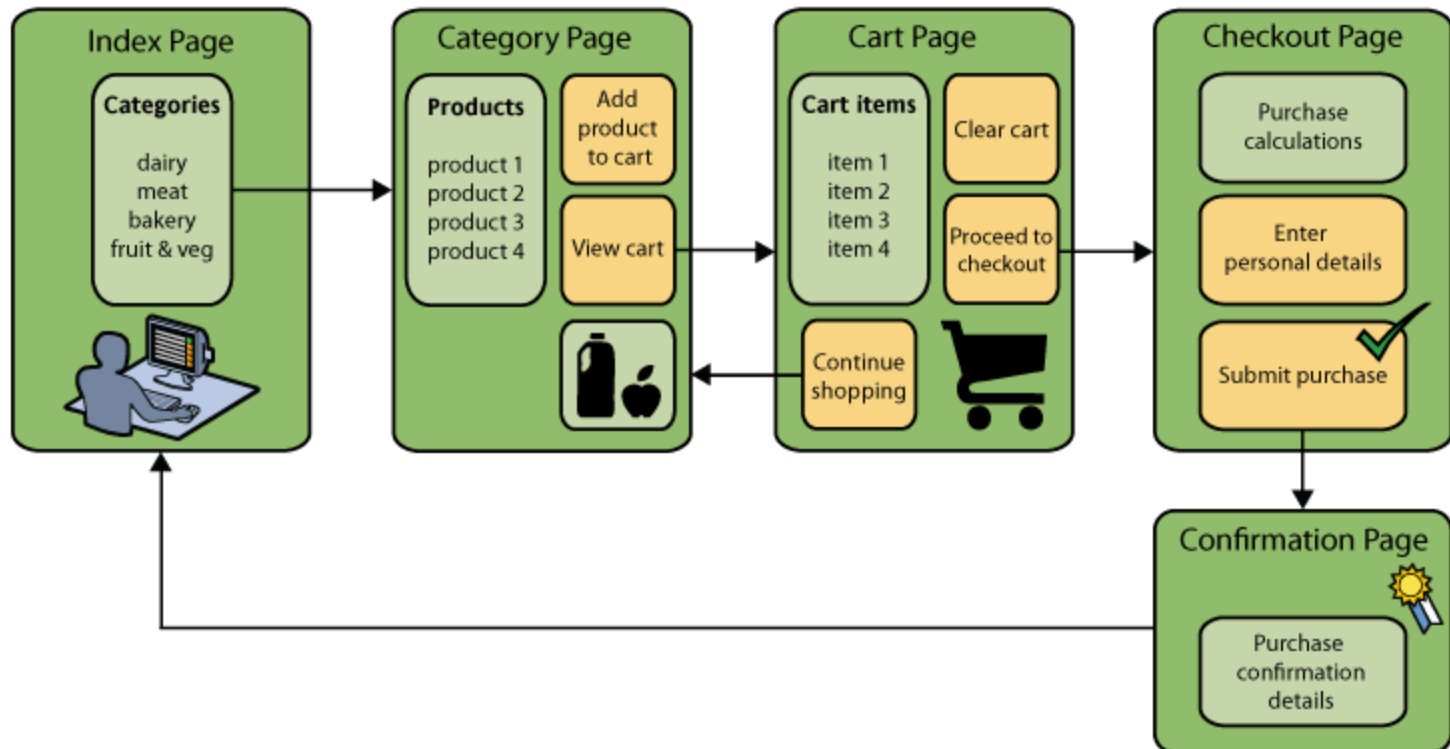 Index Page
Categories
dairy
meat
bakery
fruit & veg
Category Page
Products
product 1
product 2
product 3
product 4
Add
product
to cart
View cart
Cart Page
Cart items
item 1
item 2
item 3
item 4
Clear cart
Proceed to
checkout
Continue
shopping
Checkout Page
Purchase
calculations
Enter
personal details
Submit purchase
Confirmation Page
Purchase
confirmation
details